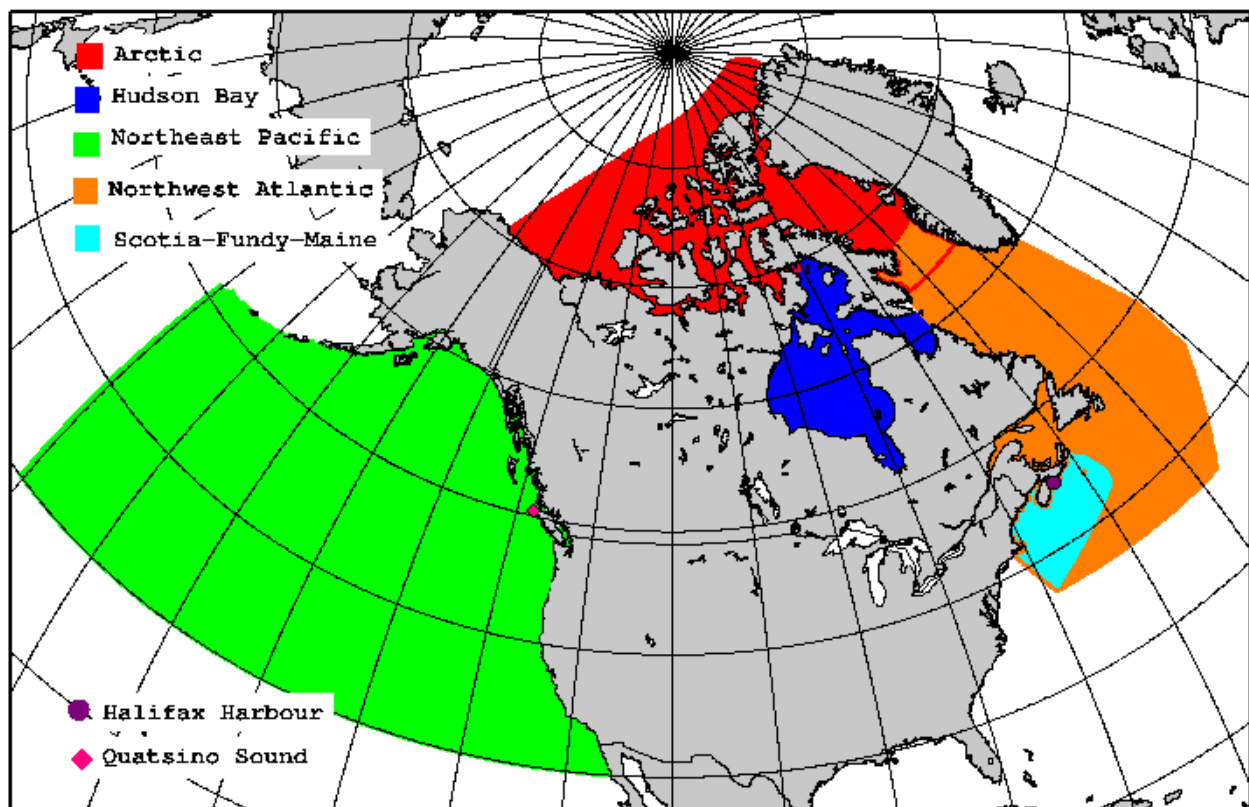 Arctic
Hudson Bay
Northeast Pacific
Northwest Atlantic
Scotia-Fundy-Maine
Halifax Harbour
Quatsino Sound